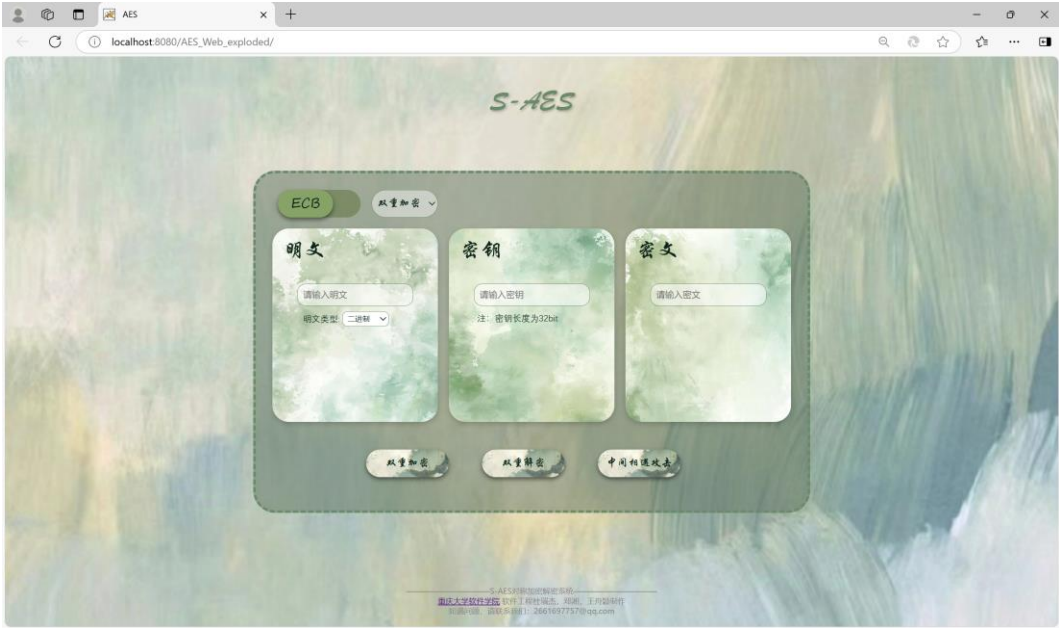 AES
localhost:8080/AES_Web_exploded/
S-AES
ECB
双重加密
明文
密钥
密文
请输入明文
请输入密钥
请输入密文
明文类型 二进制
注：密钥长度为32bit
双重加密
双重解密
中间相遇攻击
S-AES对称加密解密系统
重庆大学软件学院 软件工程
2661697757@qq.com